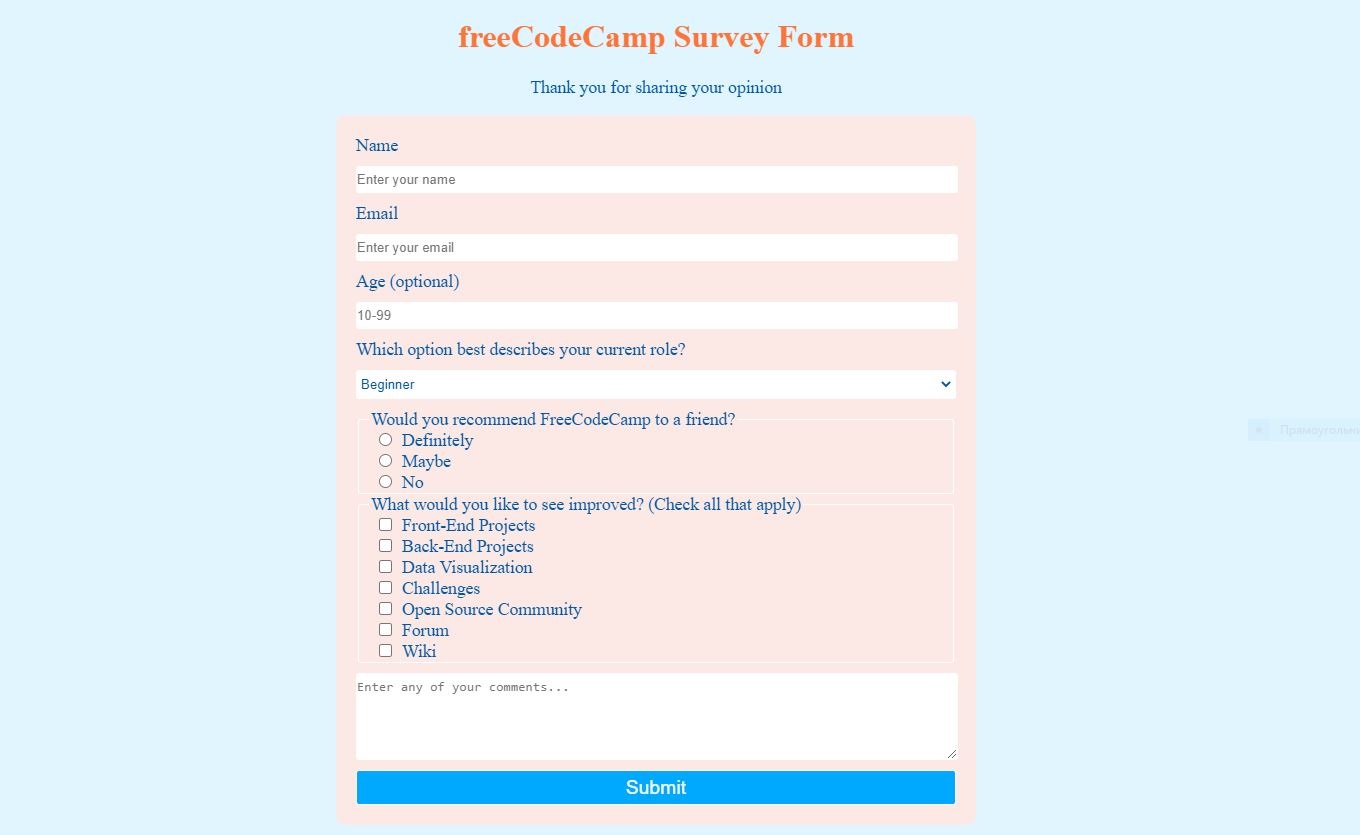 freeCodeCamp Survey Form
Thank you for sharing your opinion
Name
Enter your name
Email
Enter your email
Age (optional)
10-99
Which option best describes your current role?
Beginner
Would you recommend FreeCodeCamp to a friend?
Definitely
Maybe
No
What would you like to see improved? (Check all that apply)
Front-End Projects
Back-End Projects
Data Visualization
Challenges
Open Source Community
Forum
Wiki
Enter any of your comments...
Submit